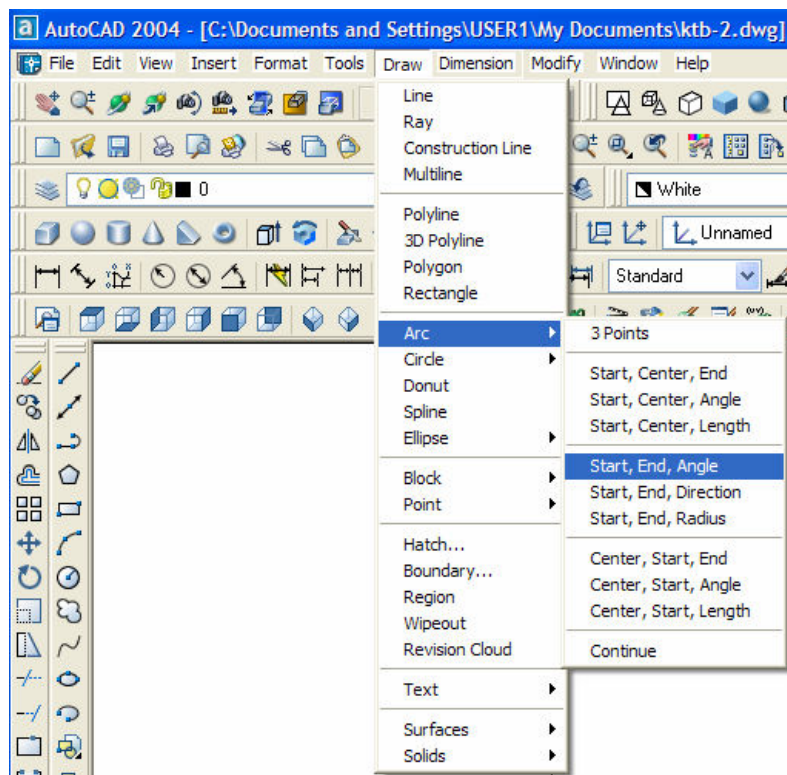 AutoCAD 2004 - [C:\Documents and Settings\USER1\My Documents\ktb-2.dwg]
File Edit View Insert Format Tools Draw Dimension Modify Window Help
0
White
Unnamed
Standard
Line
Ray
Construction Line
Multiline
Polyline
3D Polyline
Polygon
Rectangle
Arc
Circle
Donut
Spline
Ellipse
Block
Point
Hatch...
Boundary...
Region
Wipeout
Revision Cloud
Text
Surfaces
Solids
3 Points
Start, Center, End
Start, Center, Angle
Start, Center, Length
Start, End, Angle
Start, End, Direction
Start, End, Radius
Center, Start, End
Center, Start, Angle
Center, Start, Length
Continue